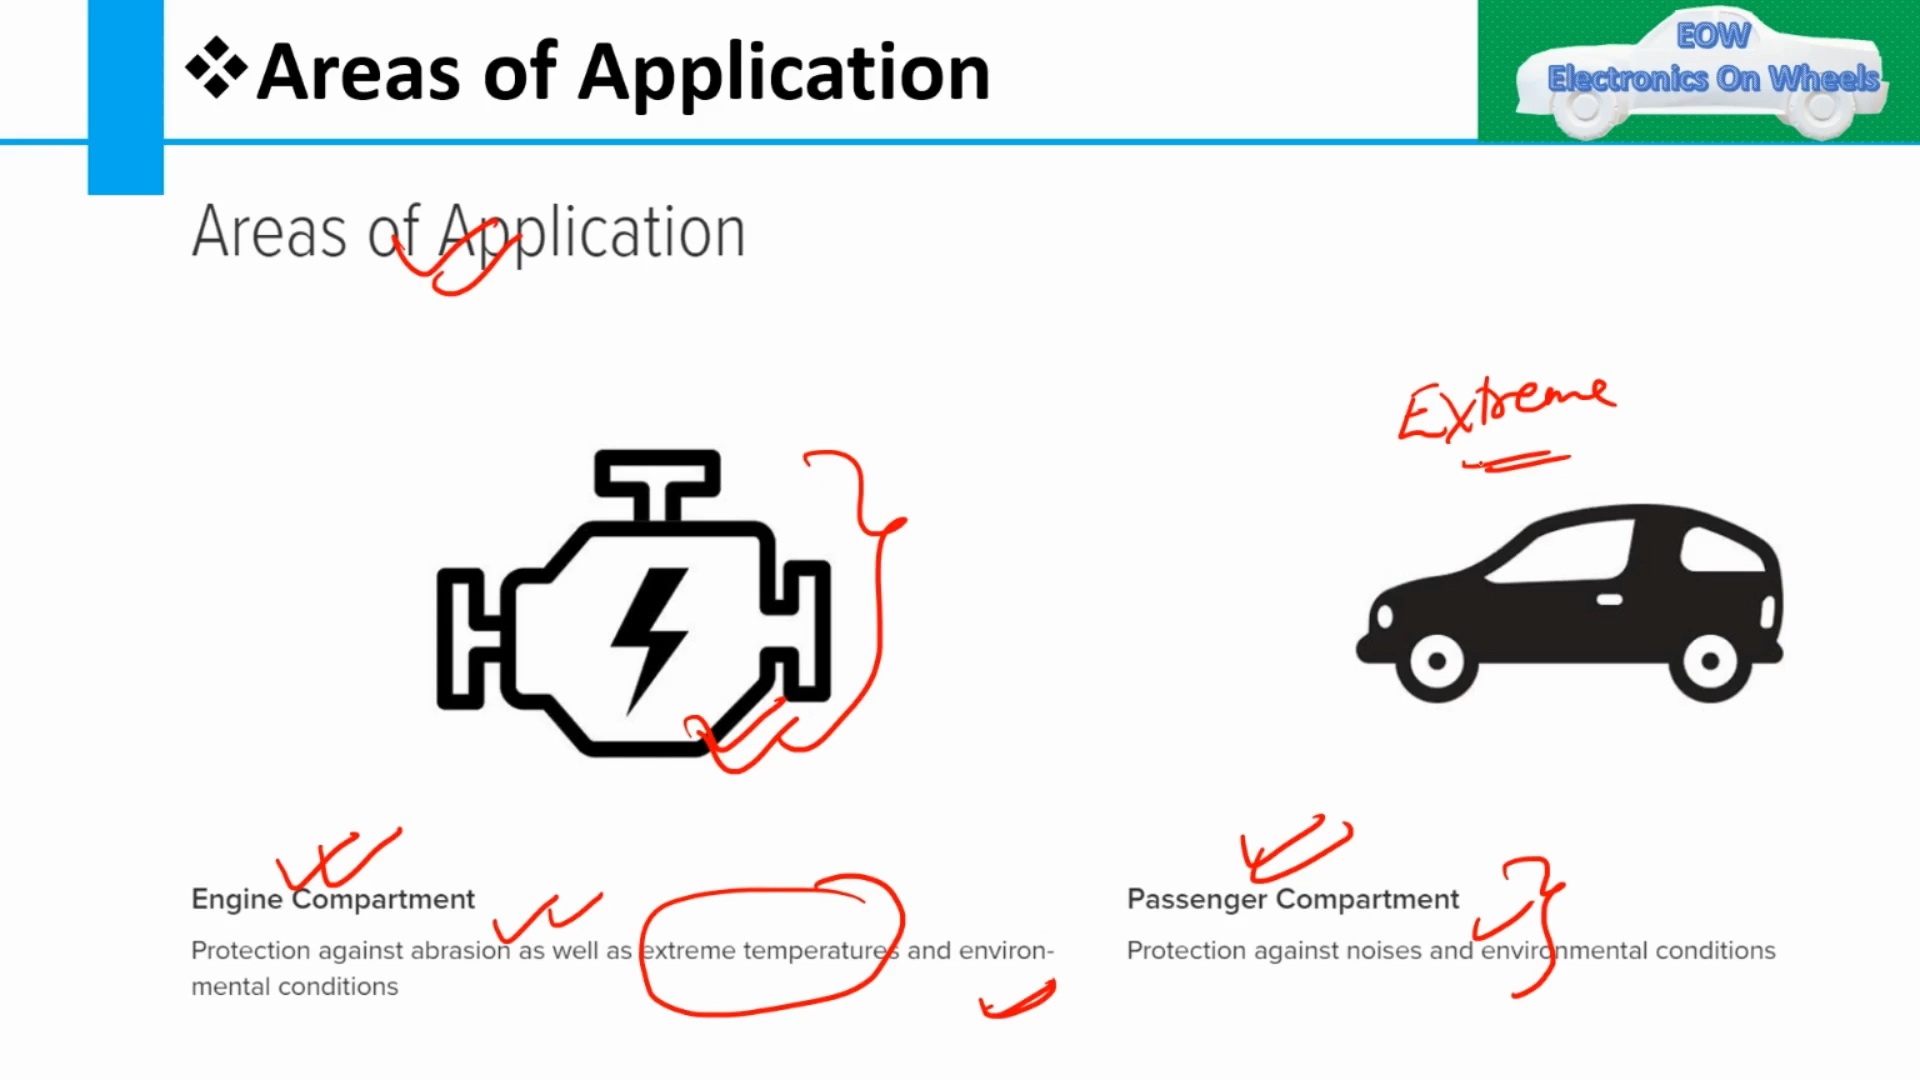 ❖Areas of Application
EOW
Electronics On Wheels
Areas of Application
Extreme
Engine Compartment
Protection against abrasion as well as extreme temperatures and environ-
mental conditions
Passenger Compartment
Protection against noises and environmental conditions